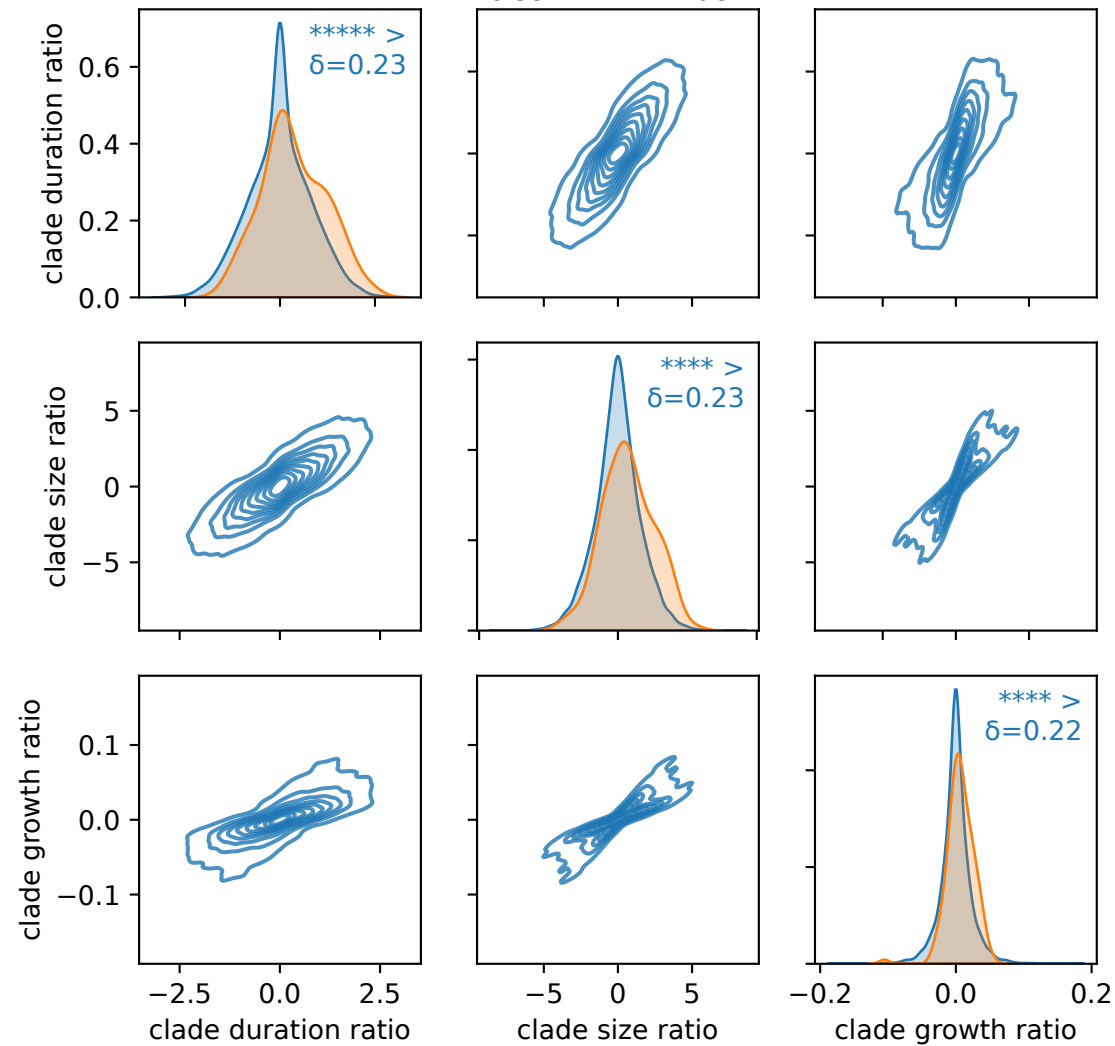 clade duration ratio
0.6
0.4
0.2
0.0
***** >
δ=0.23
clade size ratio
5
0
−5
**** >
δ=0.23
clade growth ratio
0.1
0.0
−0.1
**** >
δ=0.22
−2.5 0.0 2.5
−5 0 5
−0.2 0.0 0.2
clade duration ratio
clade size ratio
clade growth ratio